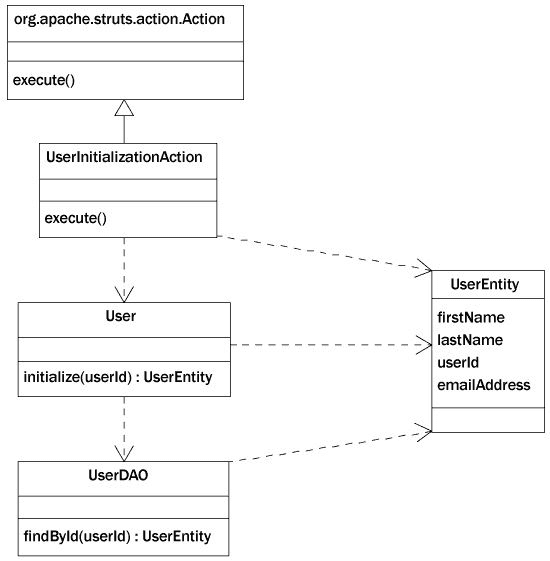 org.apache.struts.action.Action
execute()
UserInitializationAction
execute()
User
initialize(userId) : UserEntity
UserDAO
findById(userId) : UserEntity
UserEntity
firstName
lastName
userId
emailAddress